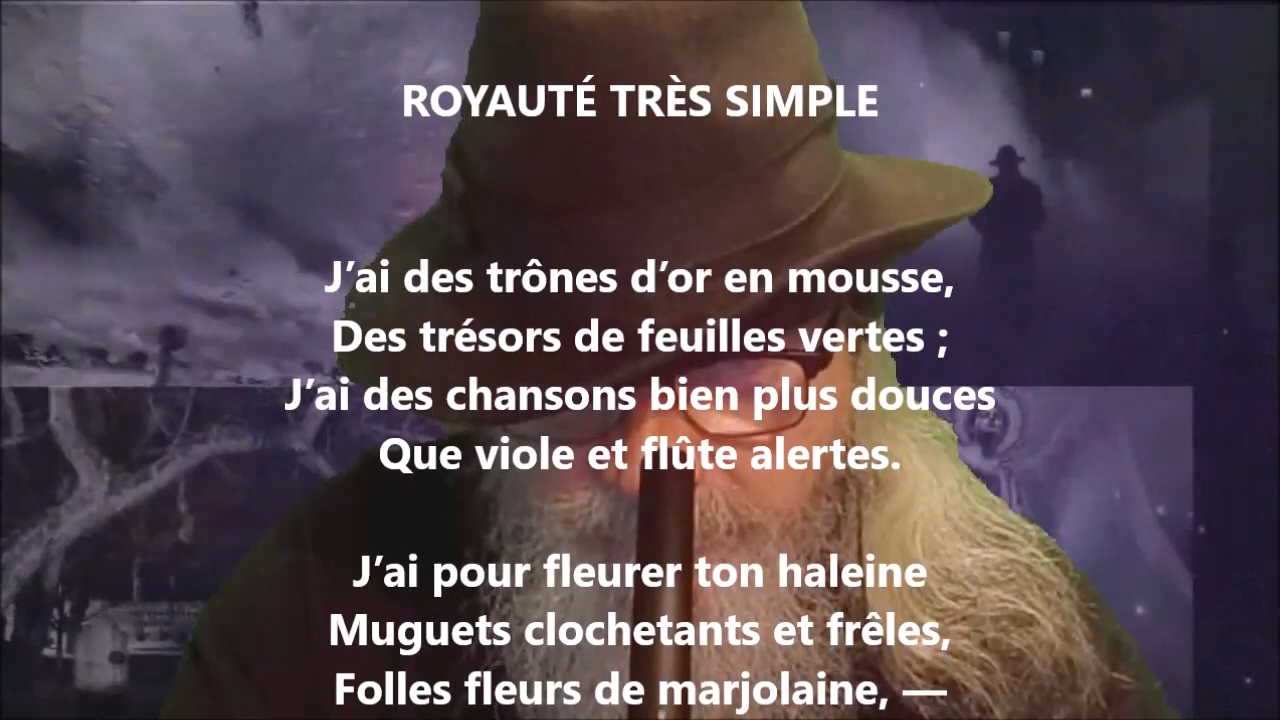 ROYAUTÉ TRÈS SIMPLE
J’ai des trônes d’or en mousse,
Des trésors de feuilles vertes ;
J’ai des chansons bien plus douces
Que viole et flûte alertes.
J’ai pour fleurer ton haleine
Muguets clochetants et frêles,
Folles fleurs de marjolaine, —